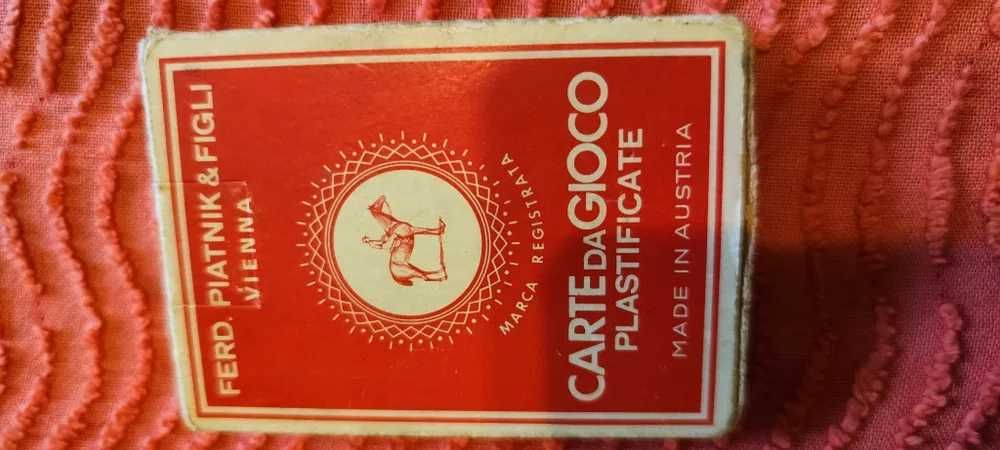 FERD. PIATNIK & FIGLI
VIENNA
MARCA REGISTRATA
CARTE DA GIOCO
PLASTIFICATE
MADE IN AUSTRIA